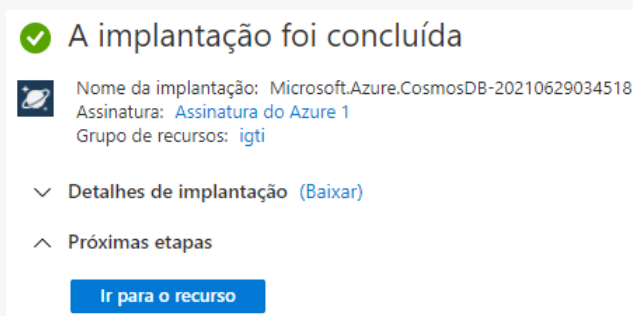 A implantação foi concluída
Nome da implantação: Microsoft.Azure.CosmosDB-20210629034518
Assinatura: Assinatura do Azure 1
Grupo de recursos: igti
Detalhes de implantação (Baixar)
Próximas etapas
Ir para o recurso